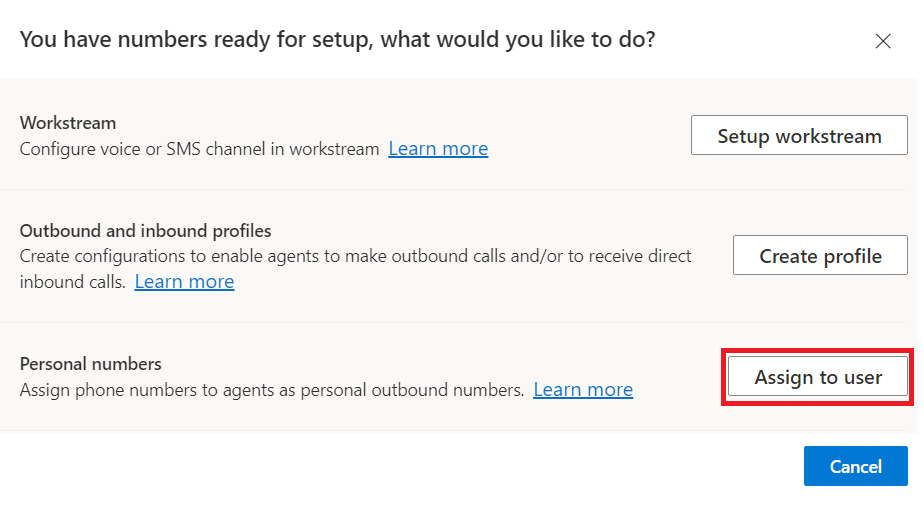 You have numbers ready for setup, what would you like to do?
Workstream
Configure voice or SMS channel in workstream Learn more
Setup workstream
Outbound and inbound profiles
Create configurations to enable agents to make outbound calls and/or to receive direct
inbound calls. Learn more
Create profile
Personal numbers
Assign phone numbers to agents as personal outbound numbers. Learn more
Assign to user
Cancel